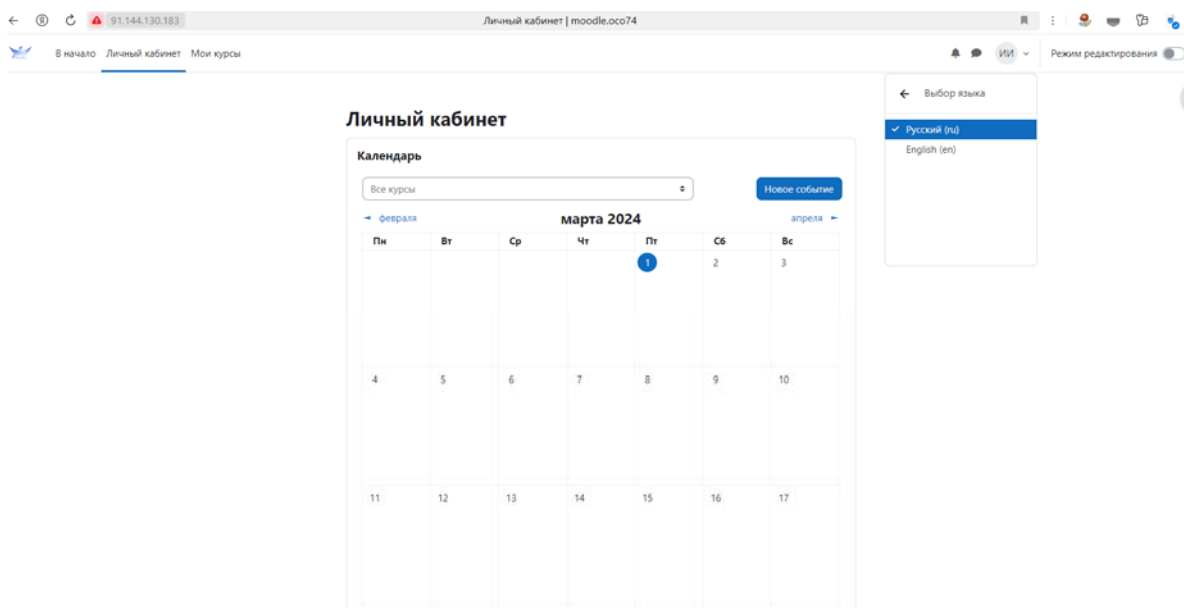 91.144.130.183 Личный кабинет | moodle.oco74
В начало Личный кабинет Мои курсы ИИ Режим редактирования
Выбор языка
Русский (ru)
English (en)
Личный кабинет
Календарь
Все курсы Новое событие
февраля марта 2024 апреля
Пн Вт Ср Чт Пт Сб Вс
1 2 3
4 5 6 7 8 9 10
11 12 13 14 15 16 17